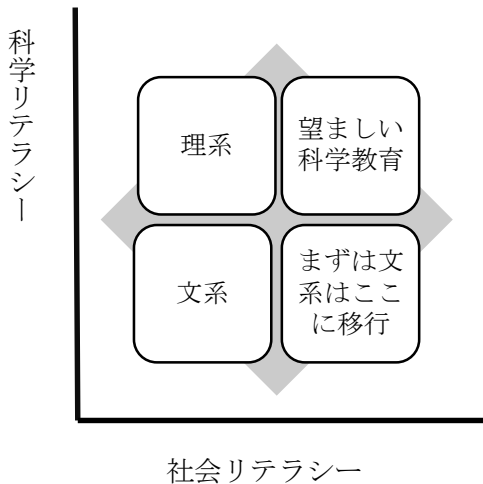 科学リテラシー
理系
望ましい
科学教育
文系
まずは文
系はここ
に移行
社会リテラシー